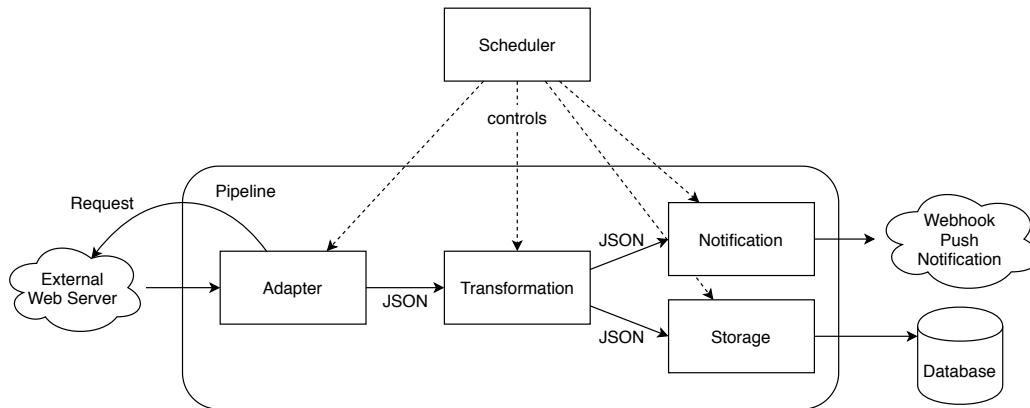 Scheduler
controls
Pipeline
Request
External
Web Server
Adapter
JSON
Transformation
JSON
JSON
Notification
Storage
Webhook
Push
Notification
Database